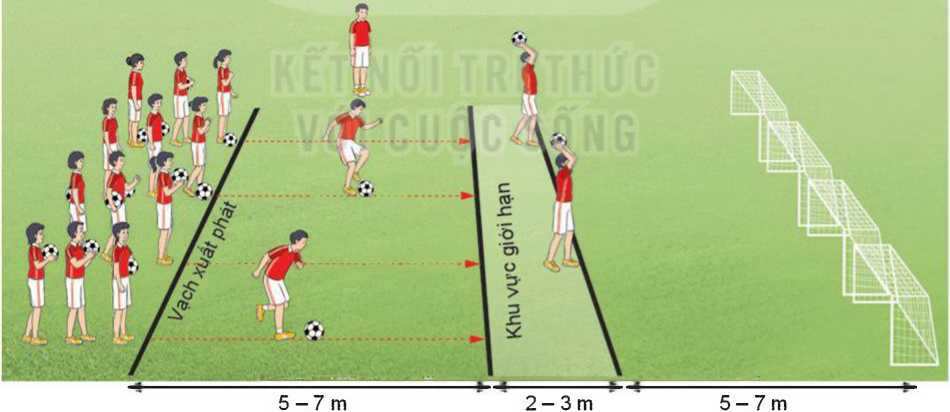 KẾT NỐI TRI THỨC
VỚI CUỘC SỐNG
Vạch xuất phát
Khu vực giới hạn
5 – 7 m
2 – 3 m
5 – 7 m